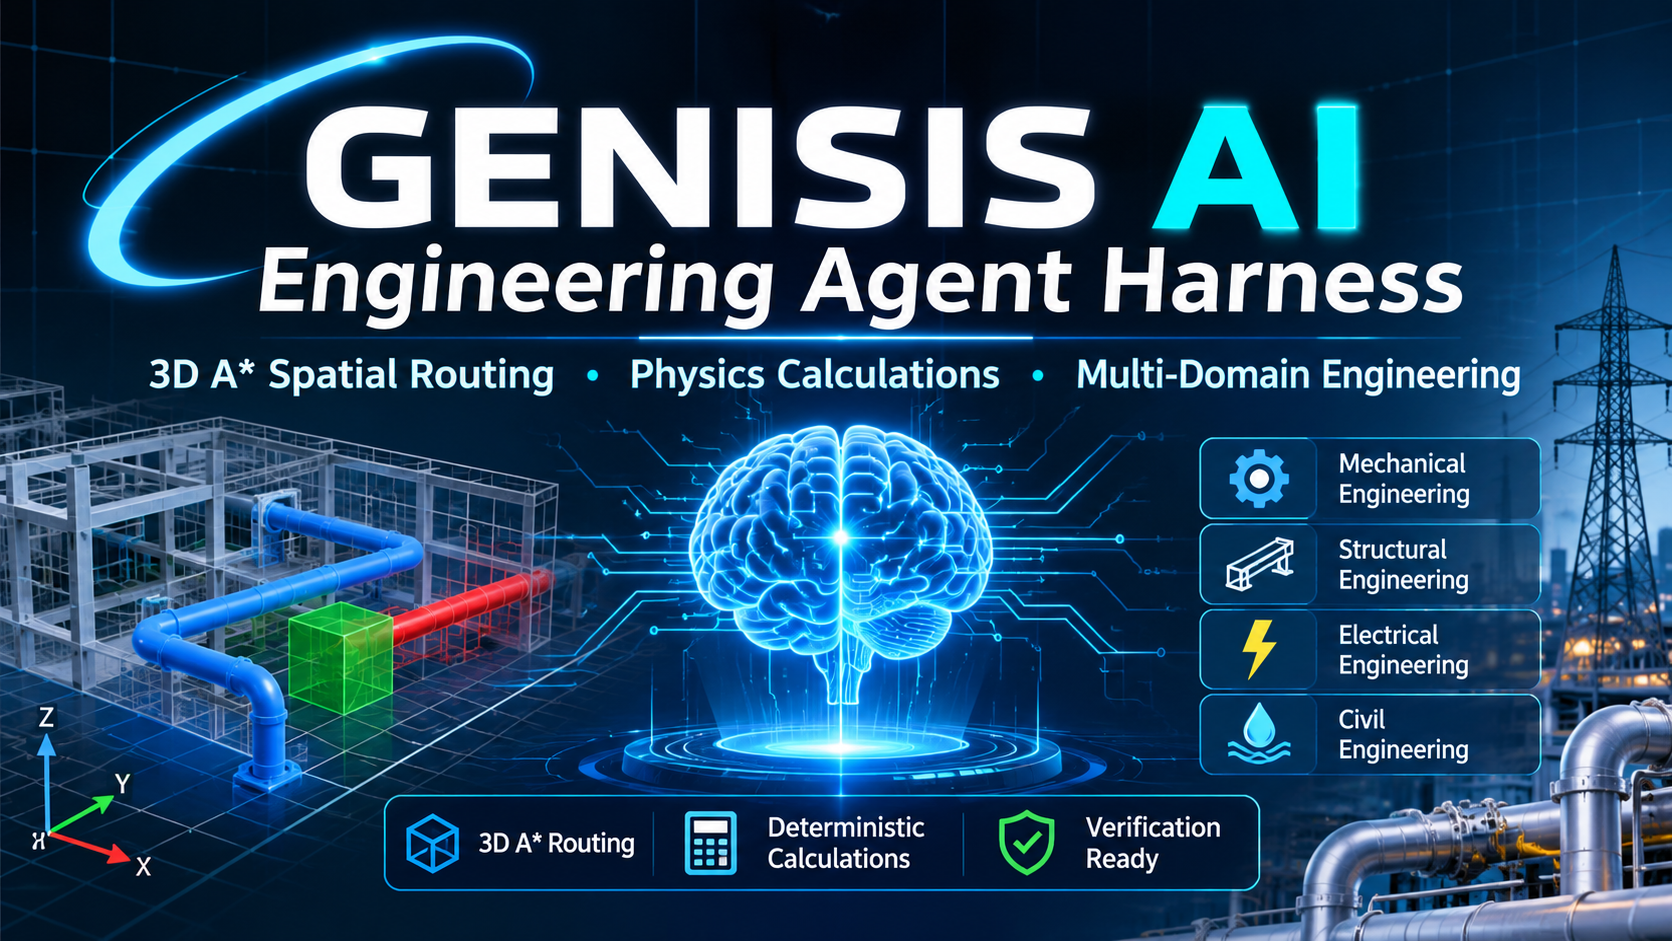 GENISIS AI
Engineering Agent Harness
3D A* Spatial Routing • Physics Calculations • Multi-Domain Engineering
Mechanical
Engineering
Structural
Engineering
Electrical
Engineering
Civil
Engineering
Z
Y
X
3D A* Routing
Deterministic
Calculations
Verification
Ready